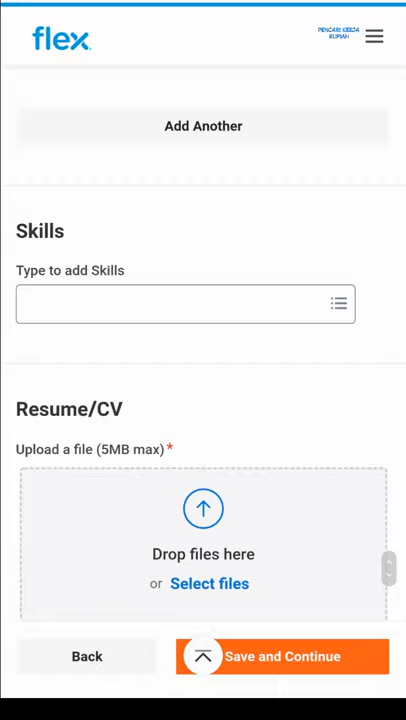 flex
PENCARI KERJA
RUPIAH
Add Another
Skills
Type to add Skills
Resume/CV
Upload a file (5MB max)*
Drop files here
or Select files
Back
Save and Continue